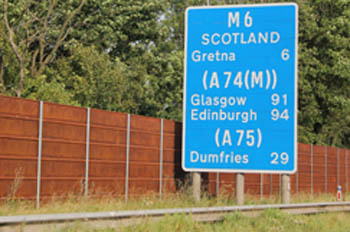 M6
SCOTLAND
Gretna 6
(A74(M))
Glasgow 91
Edinburgh 94
(A75)
Dumfries 29